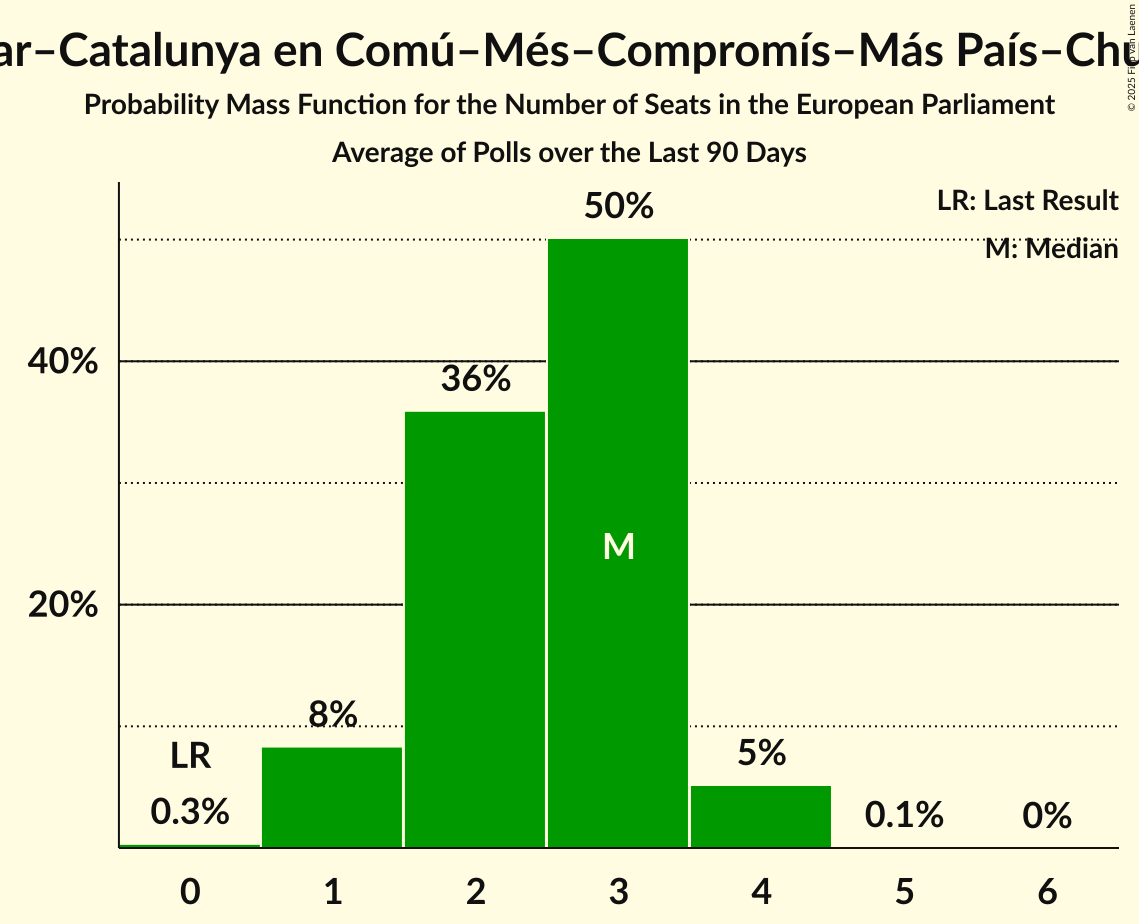 ar–Catalunya en Comú–Més–Compromís–Más País–Chu
Probability Mass Function for the Number of Seats in the European Parliament
Average of Polls over the Last 90 Days
© 2025 Filip van Laenen
LR: Last Result
M: Median
50%
40%
36%
M
20%
8%
LR
5%
0.3%
0.1%
0%
0 1 2 3 4 5 6